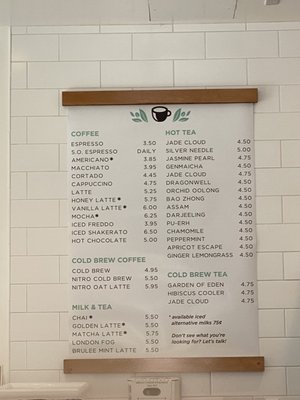 COFFEE
ESPRESSO 3.50
S.O. ESPRESSO DAILY
AMERICANO* 3.85
MACCHIATO 3.95
CORTADO 4.45
CAPPUCCINO 4.75
LATTE 5.25
HONEY LATTE* 5.75
VANILLA LATTE* 6.00
MOCHA* 6.25
ICED FREDDO 3.95
ICED SHAKERATO 6.50
HOT CHOCOLATE 5.00
COLD BREW COFFEE
COLD BREW 4.95
NITRO COLD BREW 5.50
NITRO OAT LATTE 5.95
MILK & TEA
CHAI* 5.50
GOLDEN LATTE* 5.50
MATCHA LATTE* 5.75
LONDON FOG 5.50
BRULEE MINT LATTE 5.50
HOT TEA
JADE CLOUD 4.50
SILVER NEEDLE 5.00
JASMINE PEARL 4.75
GENMAICHA 4.50
JADE CLOUD 4.75
DRAGONWELL 4.50
ORCHID OOLONG 4.50
BAO ZHONG 4.50
ASSAM 4.50
DARJEELING 4.50
PU-ERH 4.50
CHAMOMILE 4.50
PEPPERMINT 4.50
APRICOT ESCAPE 4.50
GINGER LEMONGRASS 4.50
COLD BREW TEA
GARDEN OF EDEN 4.75
HIBISCUS COOLER 4.75
JADE CLOUD 4.75
* available iced
alternative milks 75¢
Don't see what you're
looking for? Let's talk!